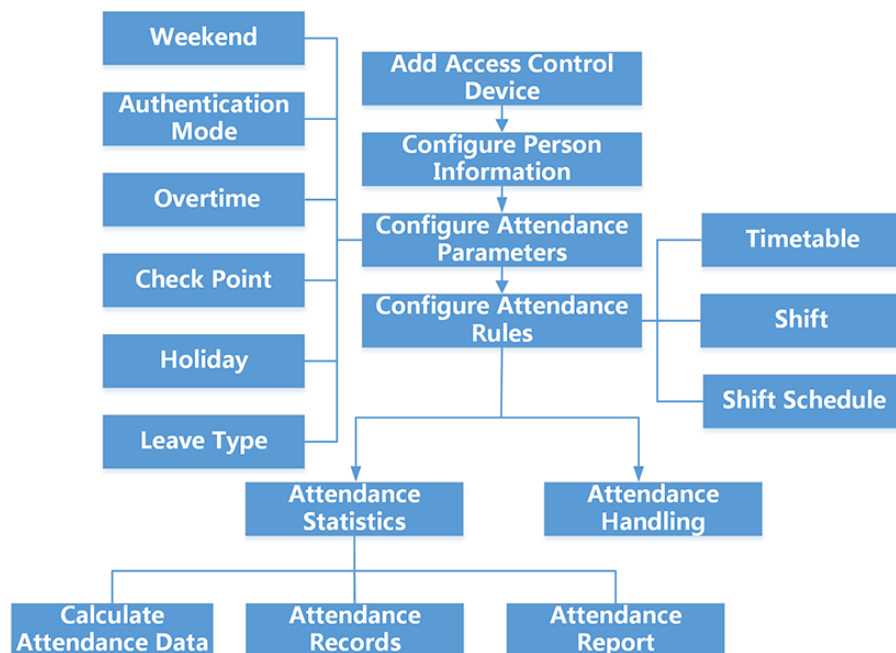 Weekend
Add Access Control
Device
Authentication
Mode
Configure Person
Information
Overtime
Configure Attendance
Parameters
Timetable
Check Point
Configure Attendance
Rules
Shift
Holiday
Shift Schedule
Leave Type
Attendance
Statistics
Attendance
Handling
Calculate
Attendance Data
Attendance
Records
Attendance
Report